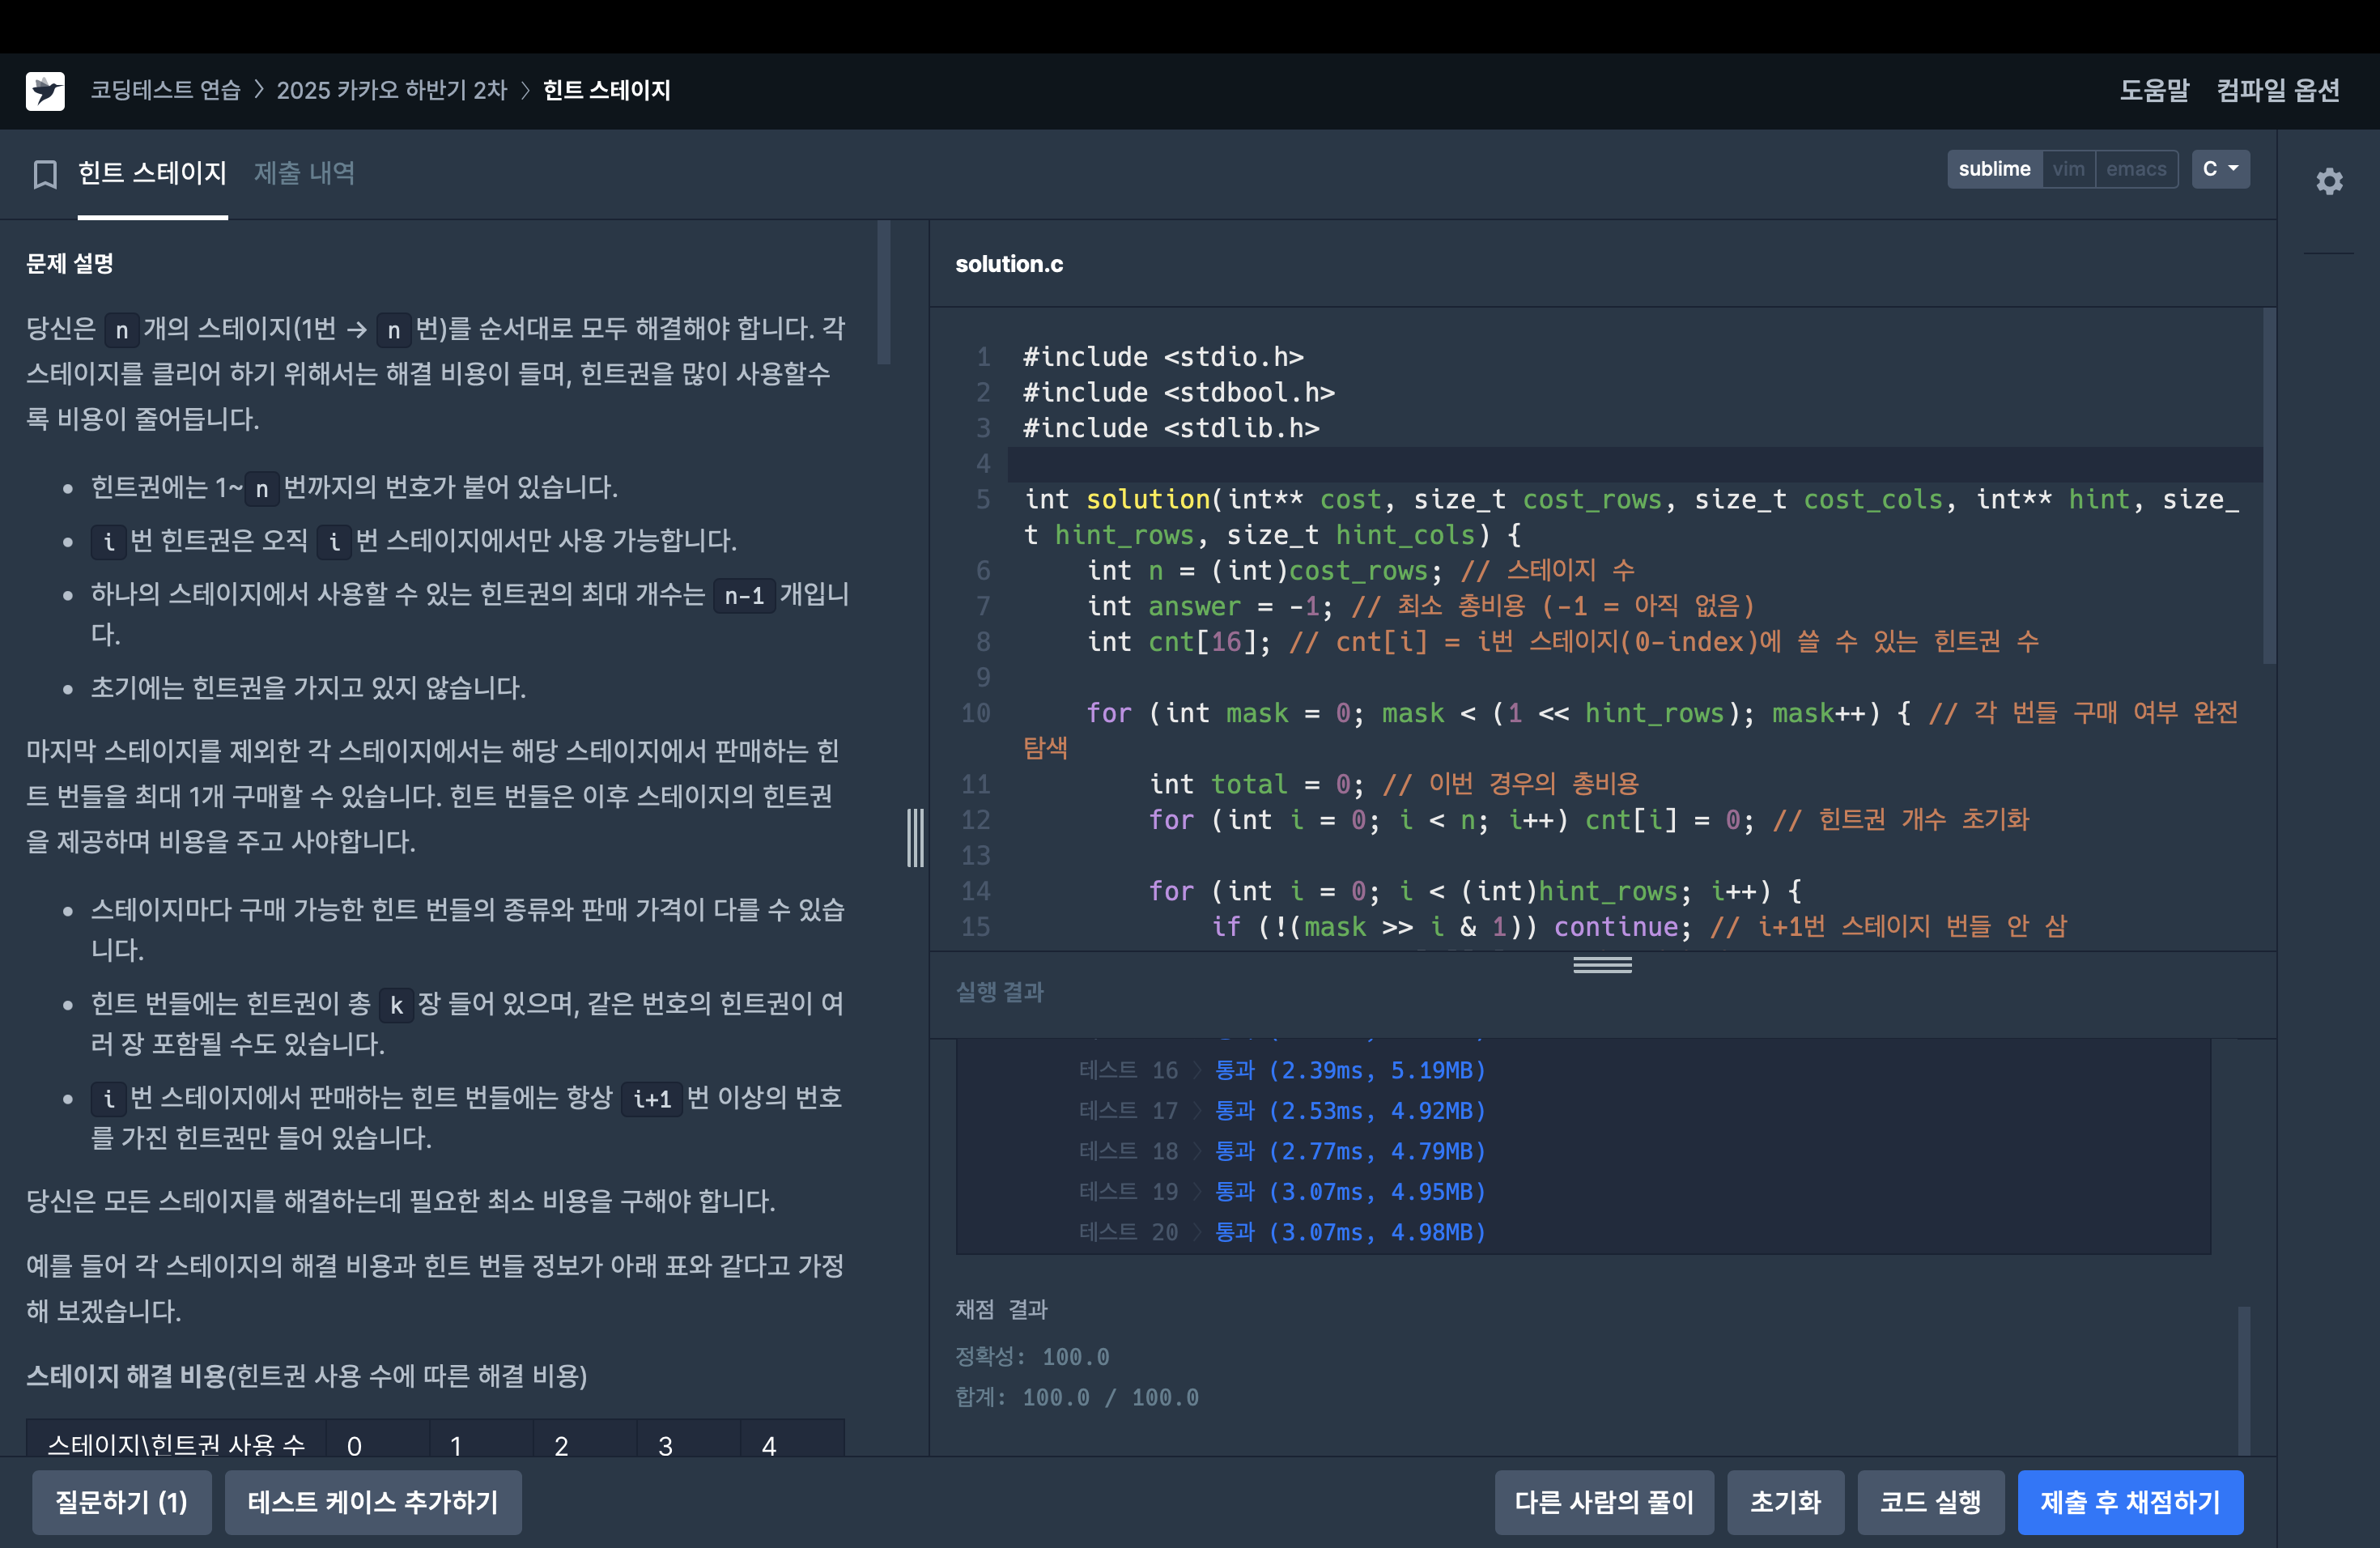 코딩테스트 연습 > 2025 카카오 하반기 2차 > 힌트 스테이지
도움말 컴파일 옵션
힌트 스테이지 제출 내역
sublime vim emacs C
문제 설명
당신은 n 개의 스테이지(1번 → n 번)를 순서대로 모두 해결해야 합니다. 각
스테이지를 클리어 하기 위해서는 해결 비용이 들며, 힌트권을 많이 사용할수
록 비용이 줄어듭니다.
• 힌트권에는 1~ n 번까지의 번호가 붙어 있습니다.
• i 번 힌트권은 오직 i 번 스테이지에서만 사용 가능합니다.
• 하나의 스테이지에서 사용할 수 있는 힌트권의 최대 개수는 n-1 개입니
다.
• 초기에는 힌트권을 가지고 있지 않습니다.
마지막 스테이지를 제외한 각 스테이지에서는 해당 스테이지에서 판매하는 힌
트 번들을 최대 1개 구매할 수 있습니다. 힌트 번들은 이후 스테이지의 힌트권
을 제공하며 비용을 주고 사야합니다.
• 스테이지마다 구매 가능한 힌트 번들의 종류와 판매 가격이 다를 수 있습
니다.
• 힌트 번들에는 힌트권이 총 k 장 들어 있으며, 같은 번호의 힌트권이 여
러 장 포함될 수도 있습니다.
• i 번 스테이지에서 판매하는 힌트 번들에는 항상 i+1 번 이상의 번호
를 가진 힌트권만 들어 있습니다.
당신은 모든 스테이지를 해결하는데 필요한 최소 비용을 구해야 합니다.
예를 들어 각 스테이지의 해결 비용과 힌트 번들 정보가 아래 표와 같다고 가정
해 보겠습니다.
스테이지 해결 비용(힌트권 사용 수에 따른 해결 비용)
스테이지\힌트권 사용 수 0 1 2 3 4
solution.c
1 #include <stdio.h>
2 #include <stdbool.h>
3 #include <stdlib.h>
4
5 int solution(int** cost, size_t cost_rows, size_t cost_cols, int** hint, size_
t hint_rows, size_t hint_cols) {
6 int n = (int)cost_rows; // 스테이지 수
7 int answer = -1; // 최소 총비용 (-1 = 아직 없음)
8 int cnt[16]; // cnt[i] = i번 스테이지(0-index)에 쓸 수 있는 힌트권 수
9
10 for (int mask = 0; mask < (1 << hint_rows); mask++) { // 각 번들 구매 여부 완전
탐색
11 int total = 0; // 이번 경우의 총비용
12 for (int i = 0; i < n; i++) cnt[i] = 0; // 힌트권 개수 초기화
13
14 for (int i = 0; i < (int)hint_rows; i++) {
15 if (!(mask >> i & 1)) continue; // i+1번 스테이지 번들 안 삼
실행 결과
테스트 16 > 통과 (2.39ms, 5.19MB)
테스트 17 > 통과 (2.53ms, 4.92MB)
테스트 18 > 통과 (2.77ms, 4.79MB)
테스트 19 > 통과 (3.07ms, 4.95MB)
테스트 20 > 통과 (3.07ms, 4.98MB)
채점 결과
정확성: 100.0
합계: 100.0 / 100.0
질문하기 (1) 테스트 케이스 추가하기 다른 사람의 풀이 초기화 코드 실행 제출 후 채점하기